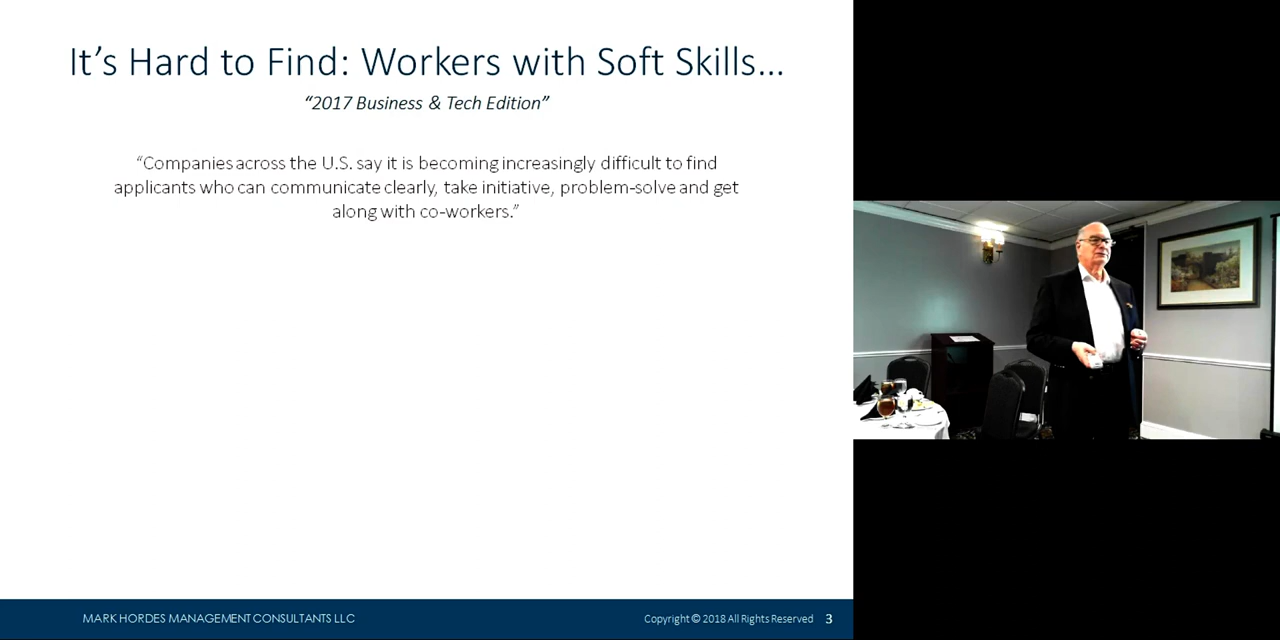 It’s Hard to Find: Workers with Soft Skills…
“2017 Business & Tech Edition”
“Companies across the U.S. say it is becoming increasingly difficult to find
applicants who can communicate clearly, take initiative, problem-solve and get
along with co-workers.”
MARK HORDES MANAGEMENT CONSULTANTS LLC
Copyright © 2018 All Rights Reserved 3